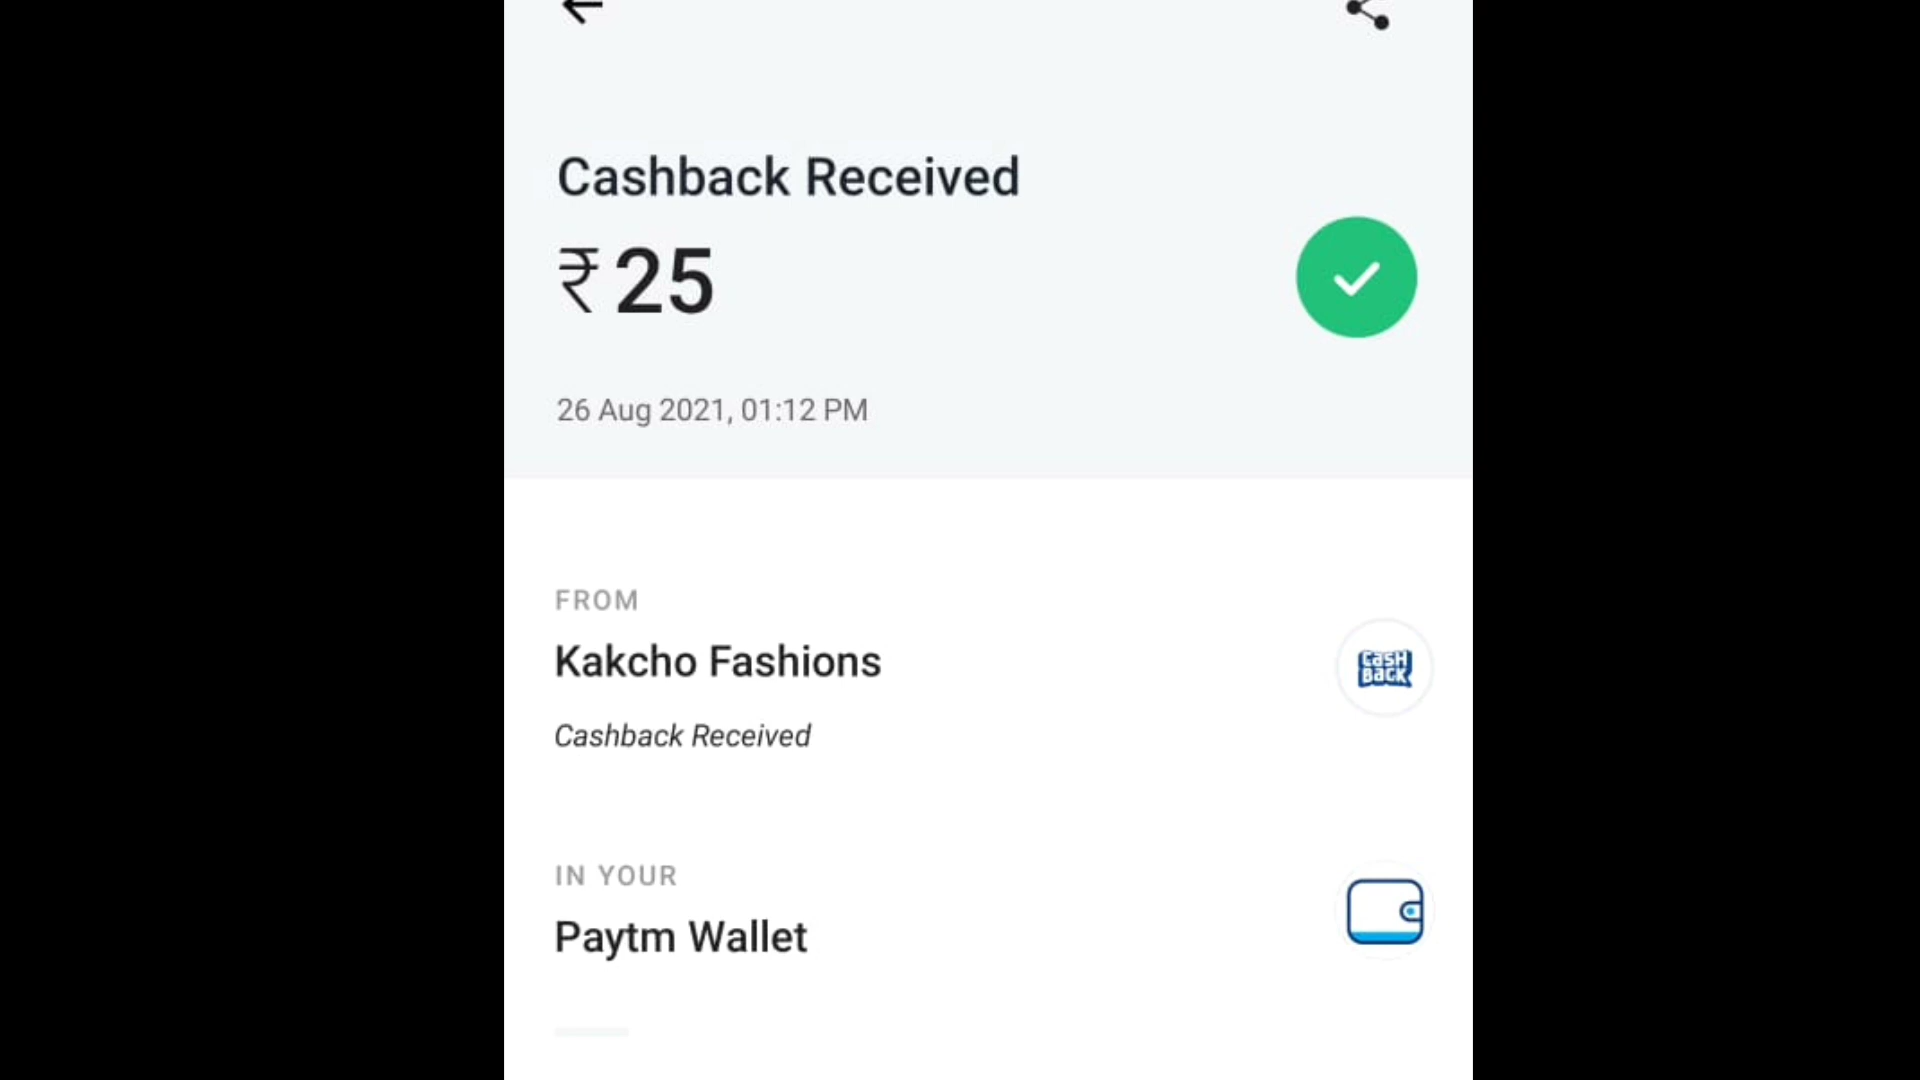 Cashback Received
₹25
26 Aug 2021, 01:12 PM
FROM
Kakcho Fashions
CASH
BACK
Cashback Received
IN YOUR
Paytm Wallet